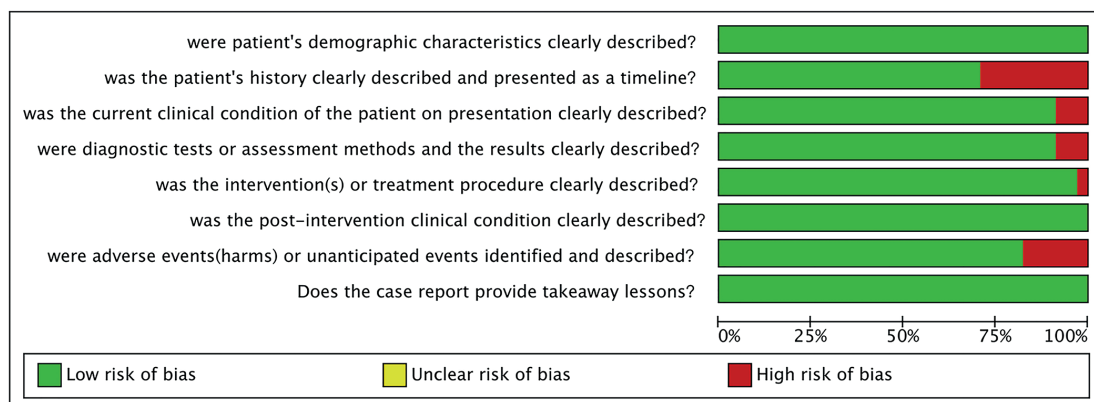 were patient's demographic characteristics clearly described?
was the patient's history clearly described and presented as a timeline?
was the current clinical condition of the patient on presentation clearly described?
were diagnostic tests or assessment methods and the results clearly described?
was the intervention(s) or treatment procedure clearly described?
was the post−intervention clinical condition clearly described?
were adverse events(harms) or unanticipated events identified and described?
Does the case report provide takeaway lessons?
0% 25% 50% 75% 100%
Low risk of bias Unclear risk of bias High risk of bias